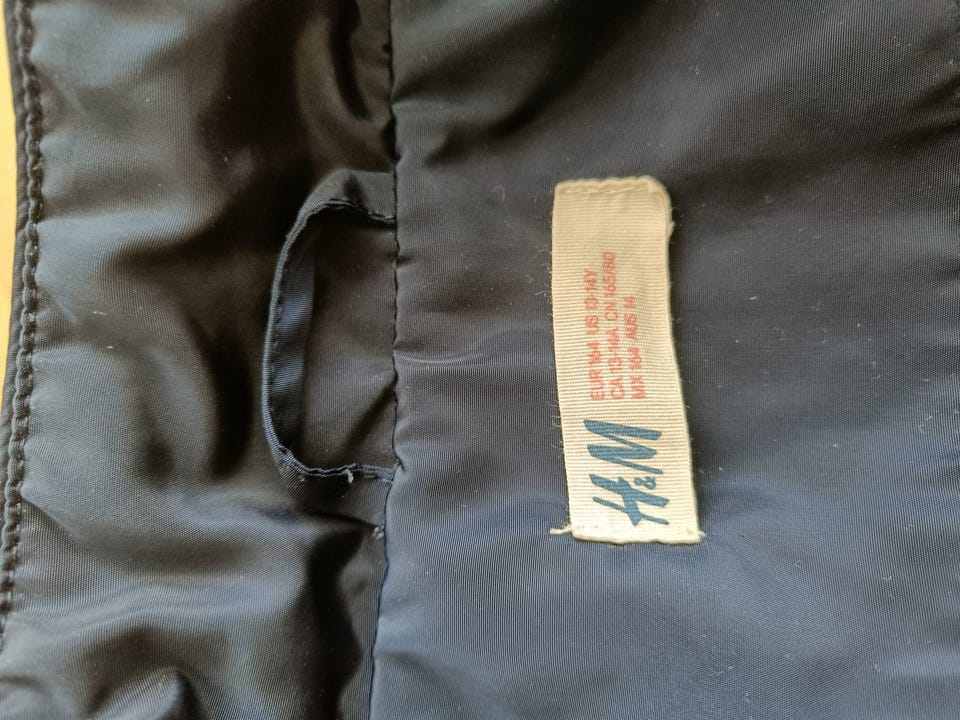 H&M
EUR 164 US 13-14Y
CA 13-14A CN 165/80
MX 164 AUS 14